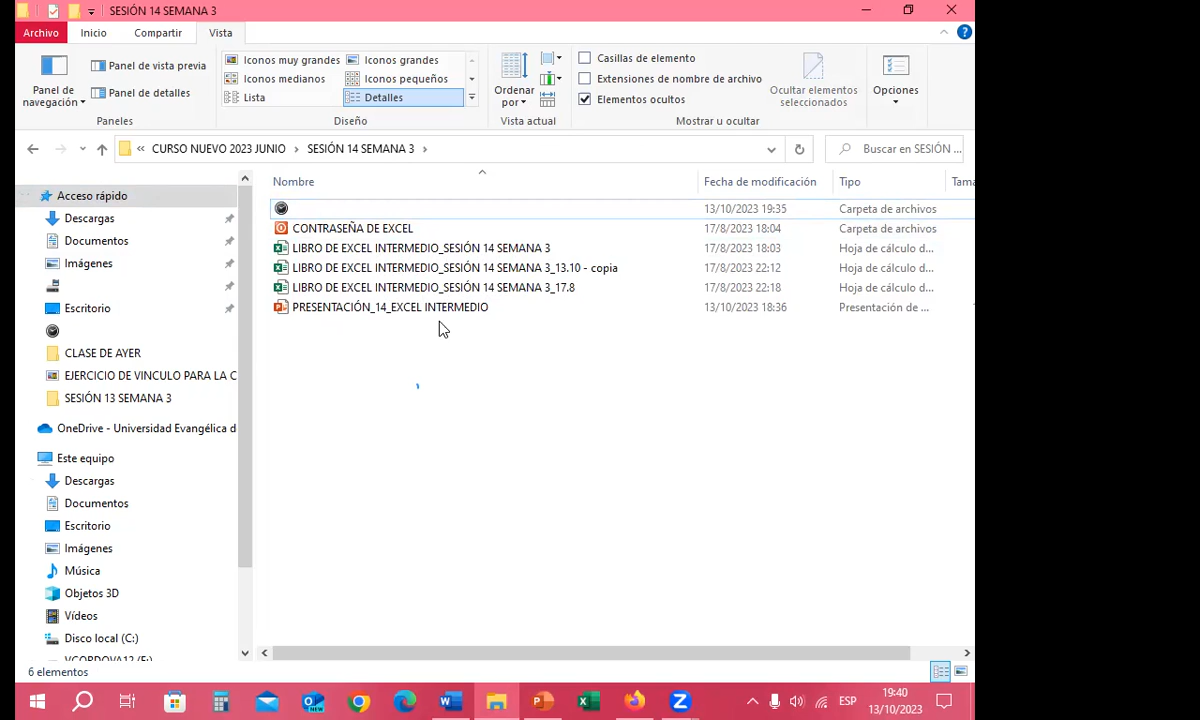 SESIÓN 14 SEMANA 3
Archivo Inicio Compartir Vista
Panel de navegación
Panel de vista previa
Panel de detalles
Paneles
Iconos muy grandes Iconos grandes
Iconos medianos Iconos pequeños
Lista Detalles
Diseño
Ordenar por
Vista actual
Casillas de elemento
Extensiones de nombre de archivo
Elementos ocultos
Ocultar elementos seleccionados
Mostrar u ocultar
Opciones
« CURSO NUEVO 2023 JUNIO > SESIÓN 14 SEMANA 3 >
Buscar en SESIÓN ...
Nombre Fecha de modificación Tipo Tama
13/10/2023 19:35 Carpeta de archivos
CONTRASEÑA DE EXCEL 17/8/2023 18:04 Carpeta de archivos
LIBRO DE EXCEL INTERMEDIO_SESIÓN 14 SEMANA 3 17/8/2023 18:03 Hoja de cálculo d...
LIBRO DE EXCEL INTERMEDIO_SESIÓN 14 SEMANA 3_13.10 - copia 17/8/2023 22:12 Hoja de cálculo d...
LIBRO DE EXCEL INTERMEDIO_SESIÓN 14 SEMANA 3_17.8 17/8/2023 22:18 Hoja de cálculo d...
PRESENTACIÓN_14_EXCEL INTERMEDIO 13/10/2023 18:36 Presentación de ...
Acceso rápido
Descargas
Documentos
Imágenes
Escritorio
CLASE DE AYER
EJERCICIO DE VINCULO PARA LA C
SESIÓN 13 SEMANA 3
OneDrive - Universidad Evangélica d
Este equipo
Descargas
Documentos
Escritorio
Imágenes
Música
Objetos 3D
Vídeos
Disco local (C:)
VCORDOVA12 (E:)
6 elementos
ESP
19:40
13/10/2023